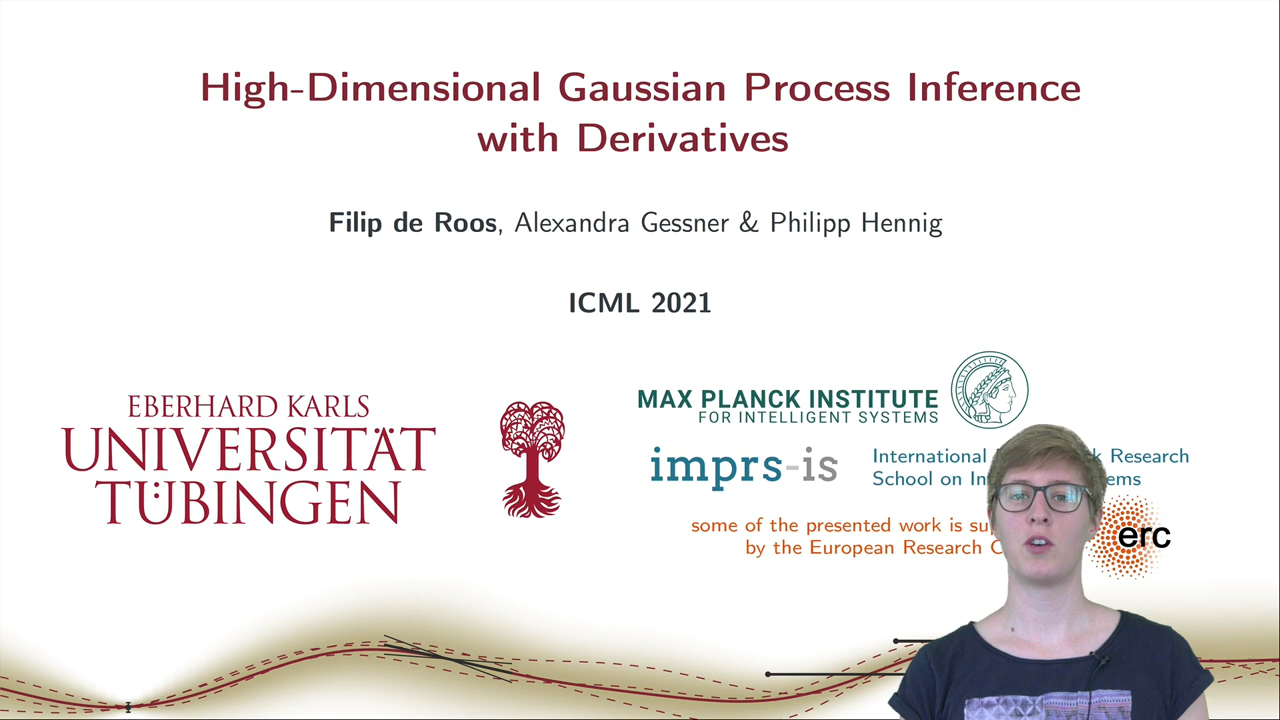 High-Dimensional Gaussian Process Inference
with Derivatives
Filip de Roos, Alexandra Gessner & Philipp Hennig
ICML 2021
EBERHARD KARLS
UNIVERSITÄT
TÜBINGEN
MAX PLANCK INSTITUTE
FOR INTELLIGENT SYSTEMS
imprs-is
International Research
School on
some of the presented work is
by the European Research
erc